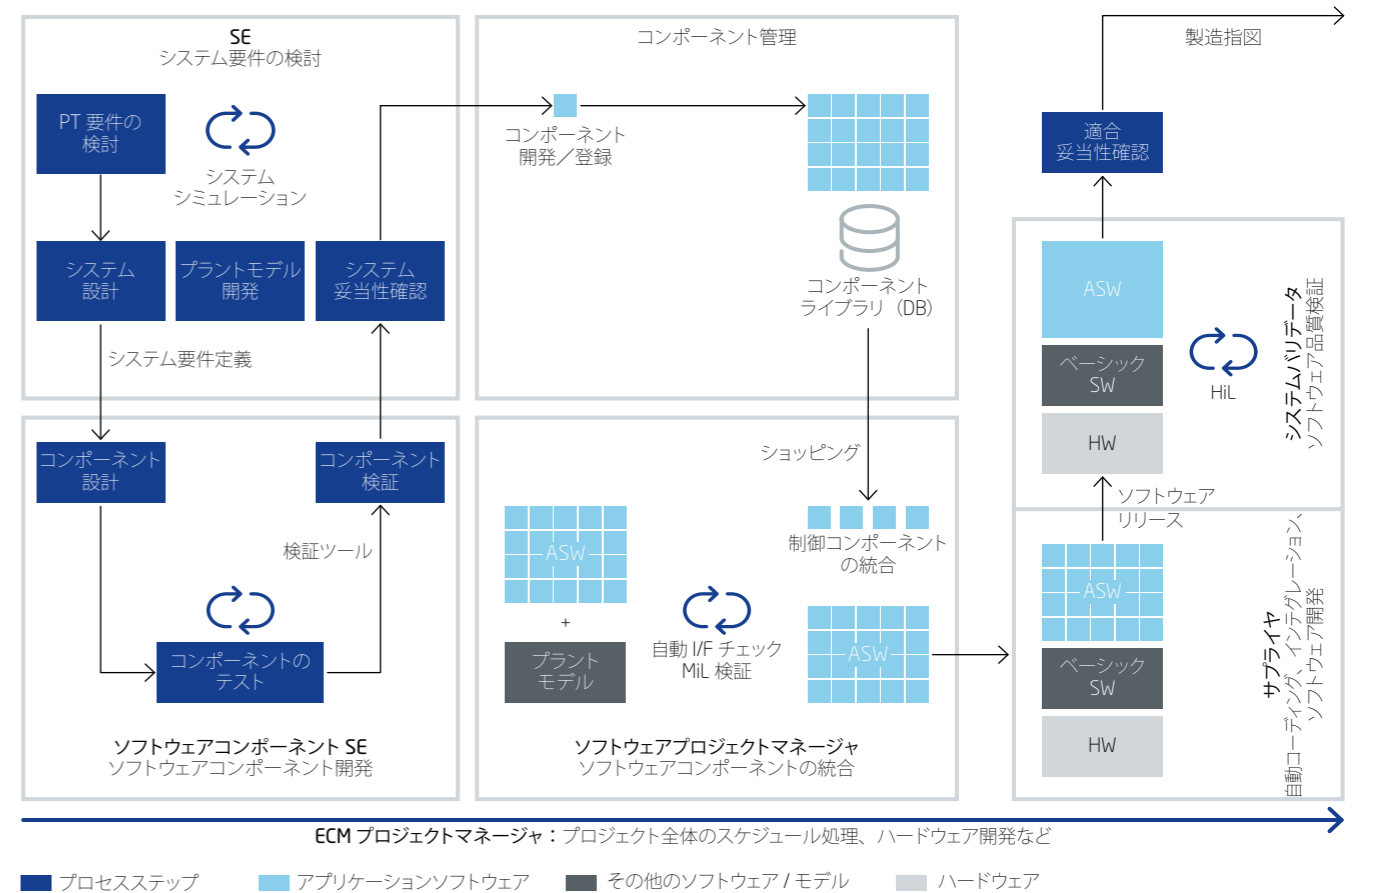 SE
システム要件の検討
PT 要件の
検討
システム
シミュレーション
システム
設計
プラントモデル
開発
システム
妥当性確認
システム要件定義
コンポーネント管理
コンポーネント
開発／登録
コンポーネント
ライブラリ（DB）
製造指図
適合
妥当性確認
ASW
ベーシック
SW
HW
HiL
システムバリデータ
ソフトウェア品質検証
コンポーネント
設計
コンポーネント
検証
検証ツール
コンポーネントの
テスト
ソフトウェアコンポーネント SE
ソフトウェアコンポーネント開発
ショッピング
制御コンポーネント
の統合
ASW
+
プラント
モデル
自動 I/F チェック
MiL 検証
ASW
ソフトウェアプロジェクトマネージャ
ソフトウェアコンポーネントの統合
ソフトウェア
リリース
ASW
ベーシック
SW
HW
サプライヤ
自動コーディング、インテグレーション、
ソフトウェア開発
ECM プロジェクトマネージャ：プロジェクト全体のスケジュール処理、ハードウェア開発など
プロセスステップ
アプリケーションソフトウェア
その他のソフトウェア / モデル
ハードウェア